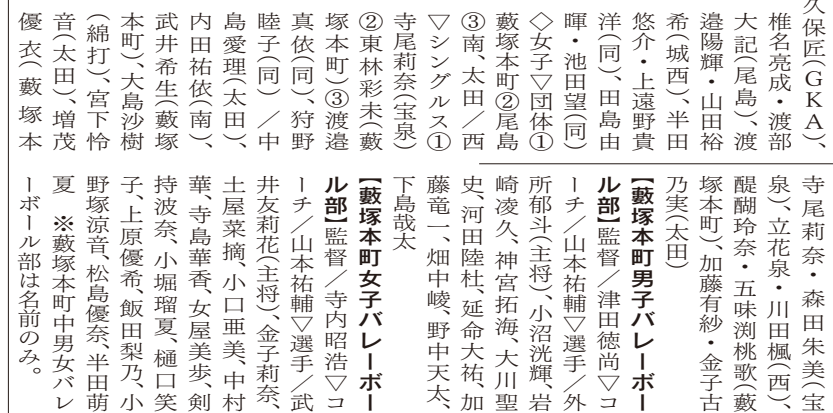 久保匠(GKA)、
椎名亮成・渡部
大記(尾島)、渡
邉陽輝・山田裕
希(城西)、半田
悠介・上遠野貴
洋(同)、田島由
暉・池田望(同)
◇女子▽団体①
藪塚本町②尾島
③南、太田／西
▽シングルス①
寺尾莉奈(宝泉)
②東林彩未(藪
塚本町)③渡邉
真依(同)、狩野
睦子(同)／中
島愛理(太田)、
内田祐依(南)、
武井希生(藪塚
本町)、大島沙樹
(綿打)、宮下怜
音(太田)、増茂
優衣(藪塚本
寺尾莉奈・森田朱美(宝
泉)、立花泉・川田楓(西)、
醍醐玲奈・五味渕桃歌(藪
塚本町)、加藤有紗・金子古
乃実(太田)
【藪塚本町男子バレーボー
ル部】監督／津田徳尚▽コ
ーチ／山本祐輔▽選手／外
所郁斗(主将)、小沼洸輝、岩
崎凌久、神宮拓海、大川聖
史、河田陸杜、延命大祐、加
藤竜一、畑中崚、野中天太、
下島哉太
【藪塚本町女子バレーボー
ル部】監督／寺内昭浩▽コ
ーチ／山本祐輔▽選手／武
井友莉花(主将)、金子莉奈、
土屋菜摘、小口亜美、中村
華、寺島華香、女屋美歩、剣
持波奈、小堀瑠夏、樋口笑
子、上原優希、飯田梨乃、小
野塚涼音、松島優奈、半田萌
夏　※藪塚本町中男女バレ
ーボール部は名前のみ。